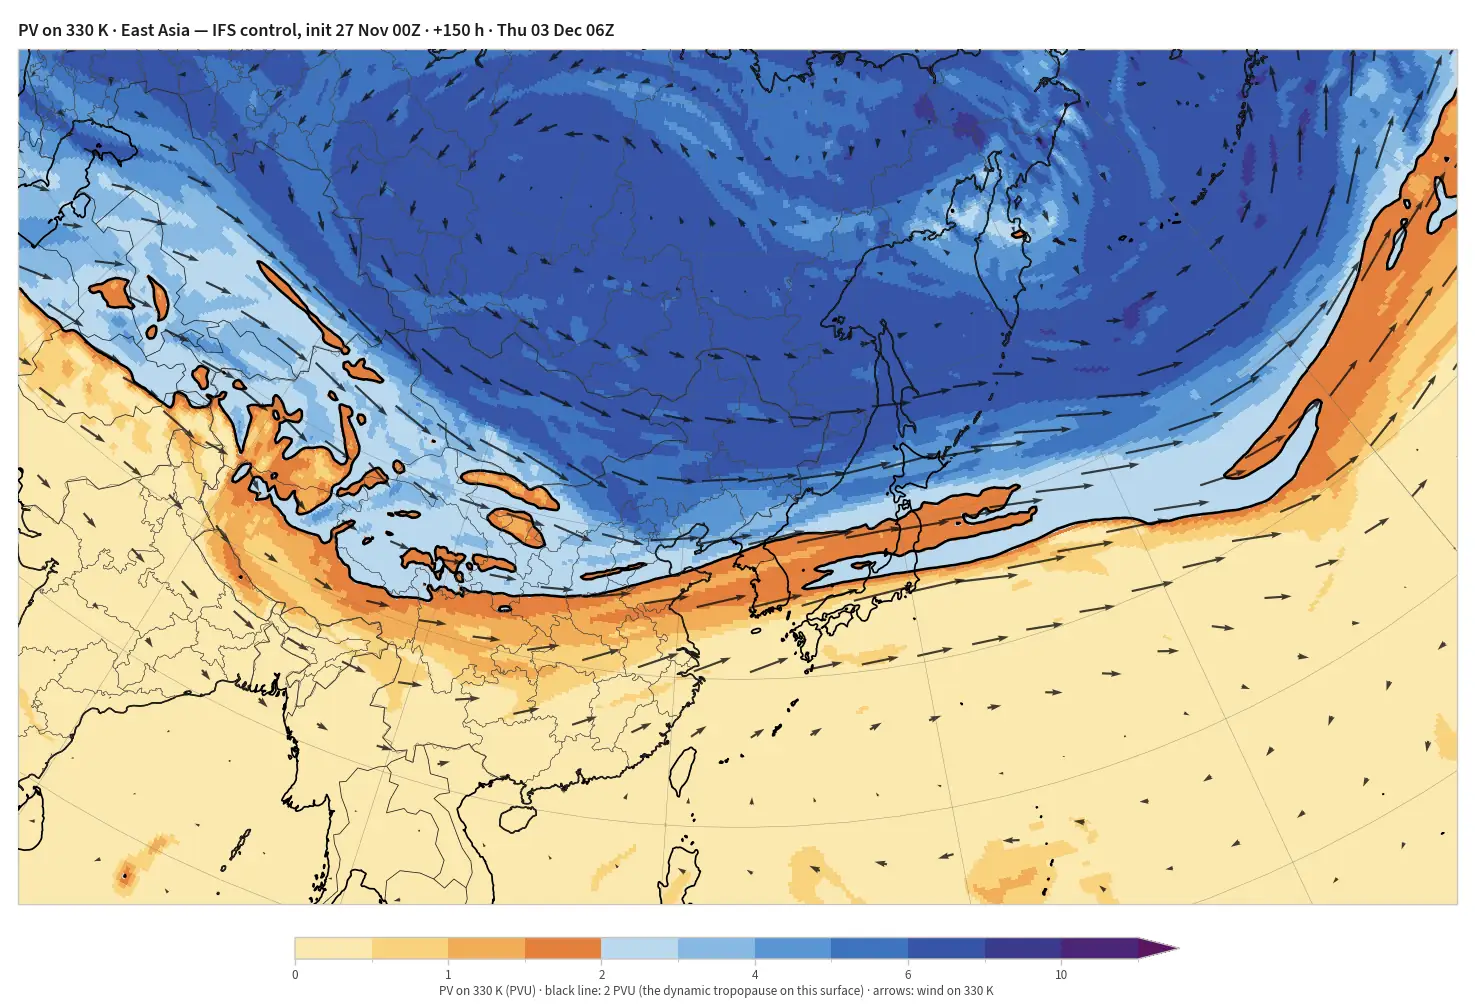 PV on 330 K · East Asia — IFS control, init 27 Nov 00Z · +150 h · Thu 03 Dec 06Z
0 1 2 4 6 10
PV on 330 K (PVU) · black line: 2 PVU (the dynamic tropopause on this surface) · arrows: wind on 330 K